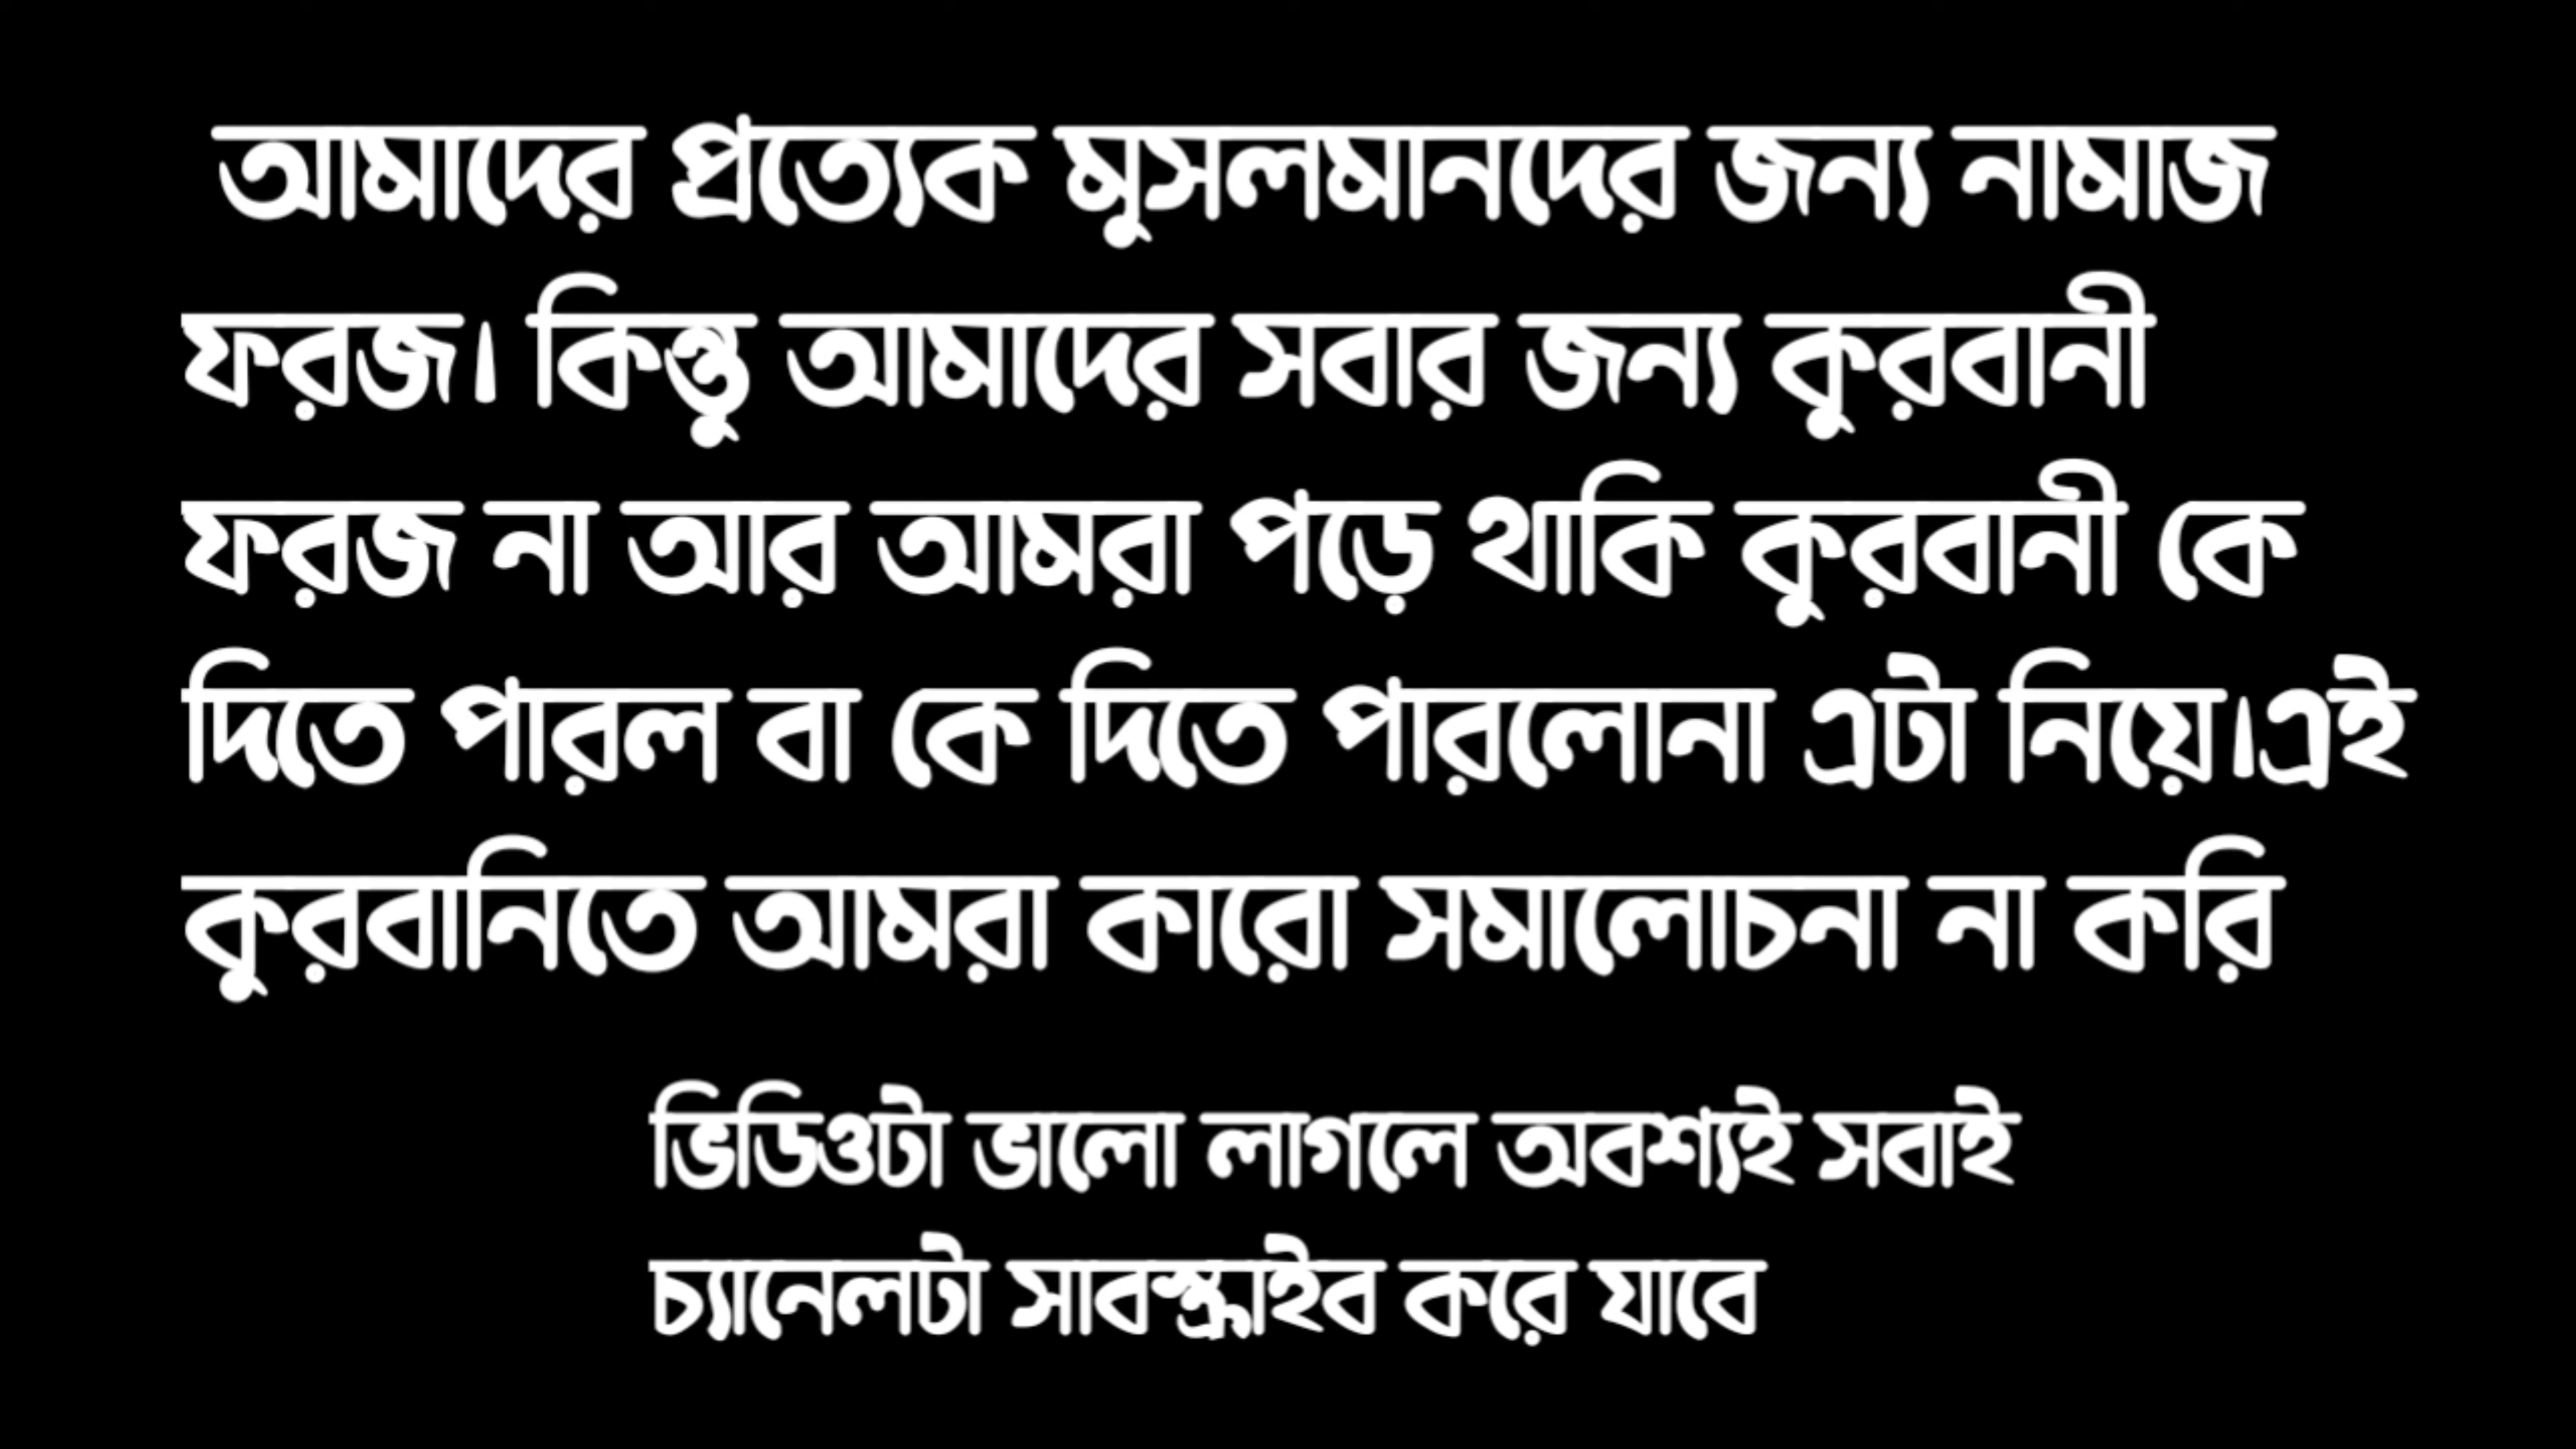 আমাদের প্রত্যেক মুসলমানদের জন্য নামাজ
ফরজ। কিন্তু আমাদের সবার জন্য কুরবানী
ফরজ না আর আমরা পড়ে থাকি কুরবানী কে
দিতে পারল বা কে দিতে পারলোনা এটা নিয়ে।এই
কুরবানিতে আমরা কারো সমালোচনা না করি
ভিডিওটা ভালো লাগলে অবশ্যই সবাই
চ্যানেলটা সাবস্ক্রাইব করে যাবে